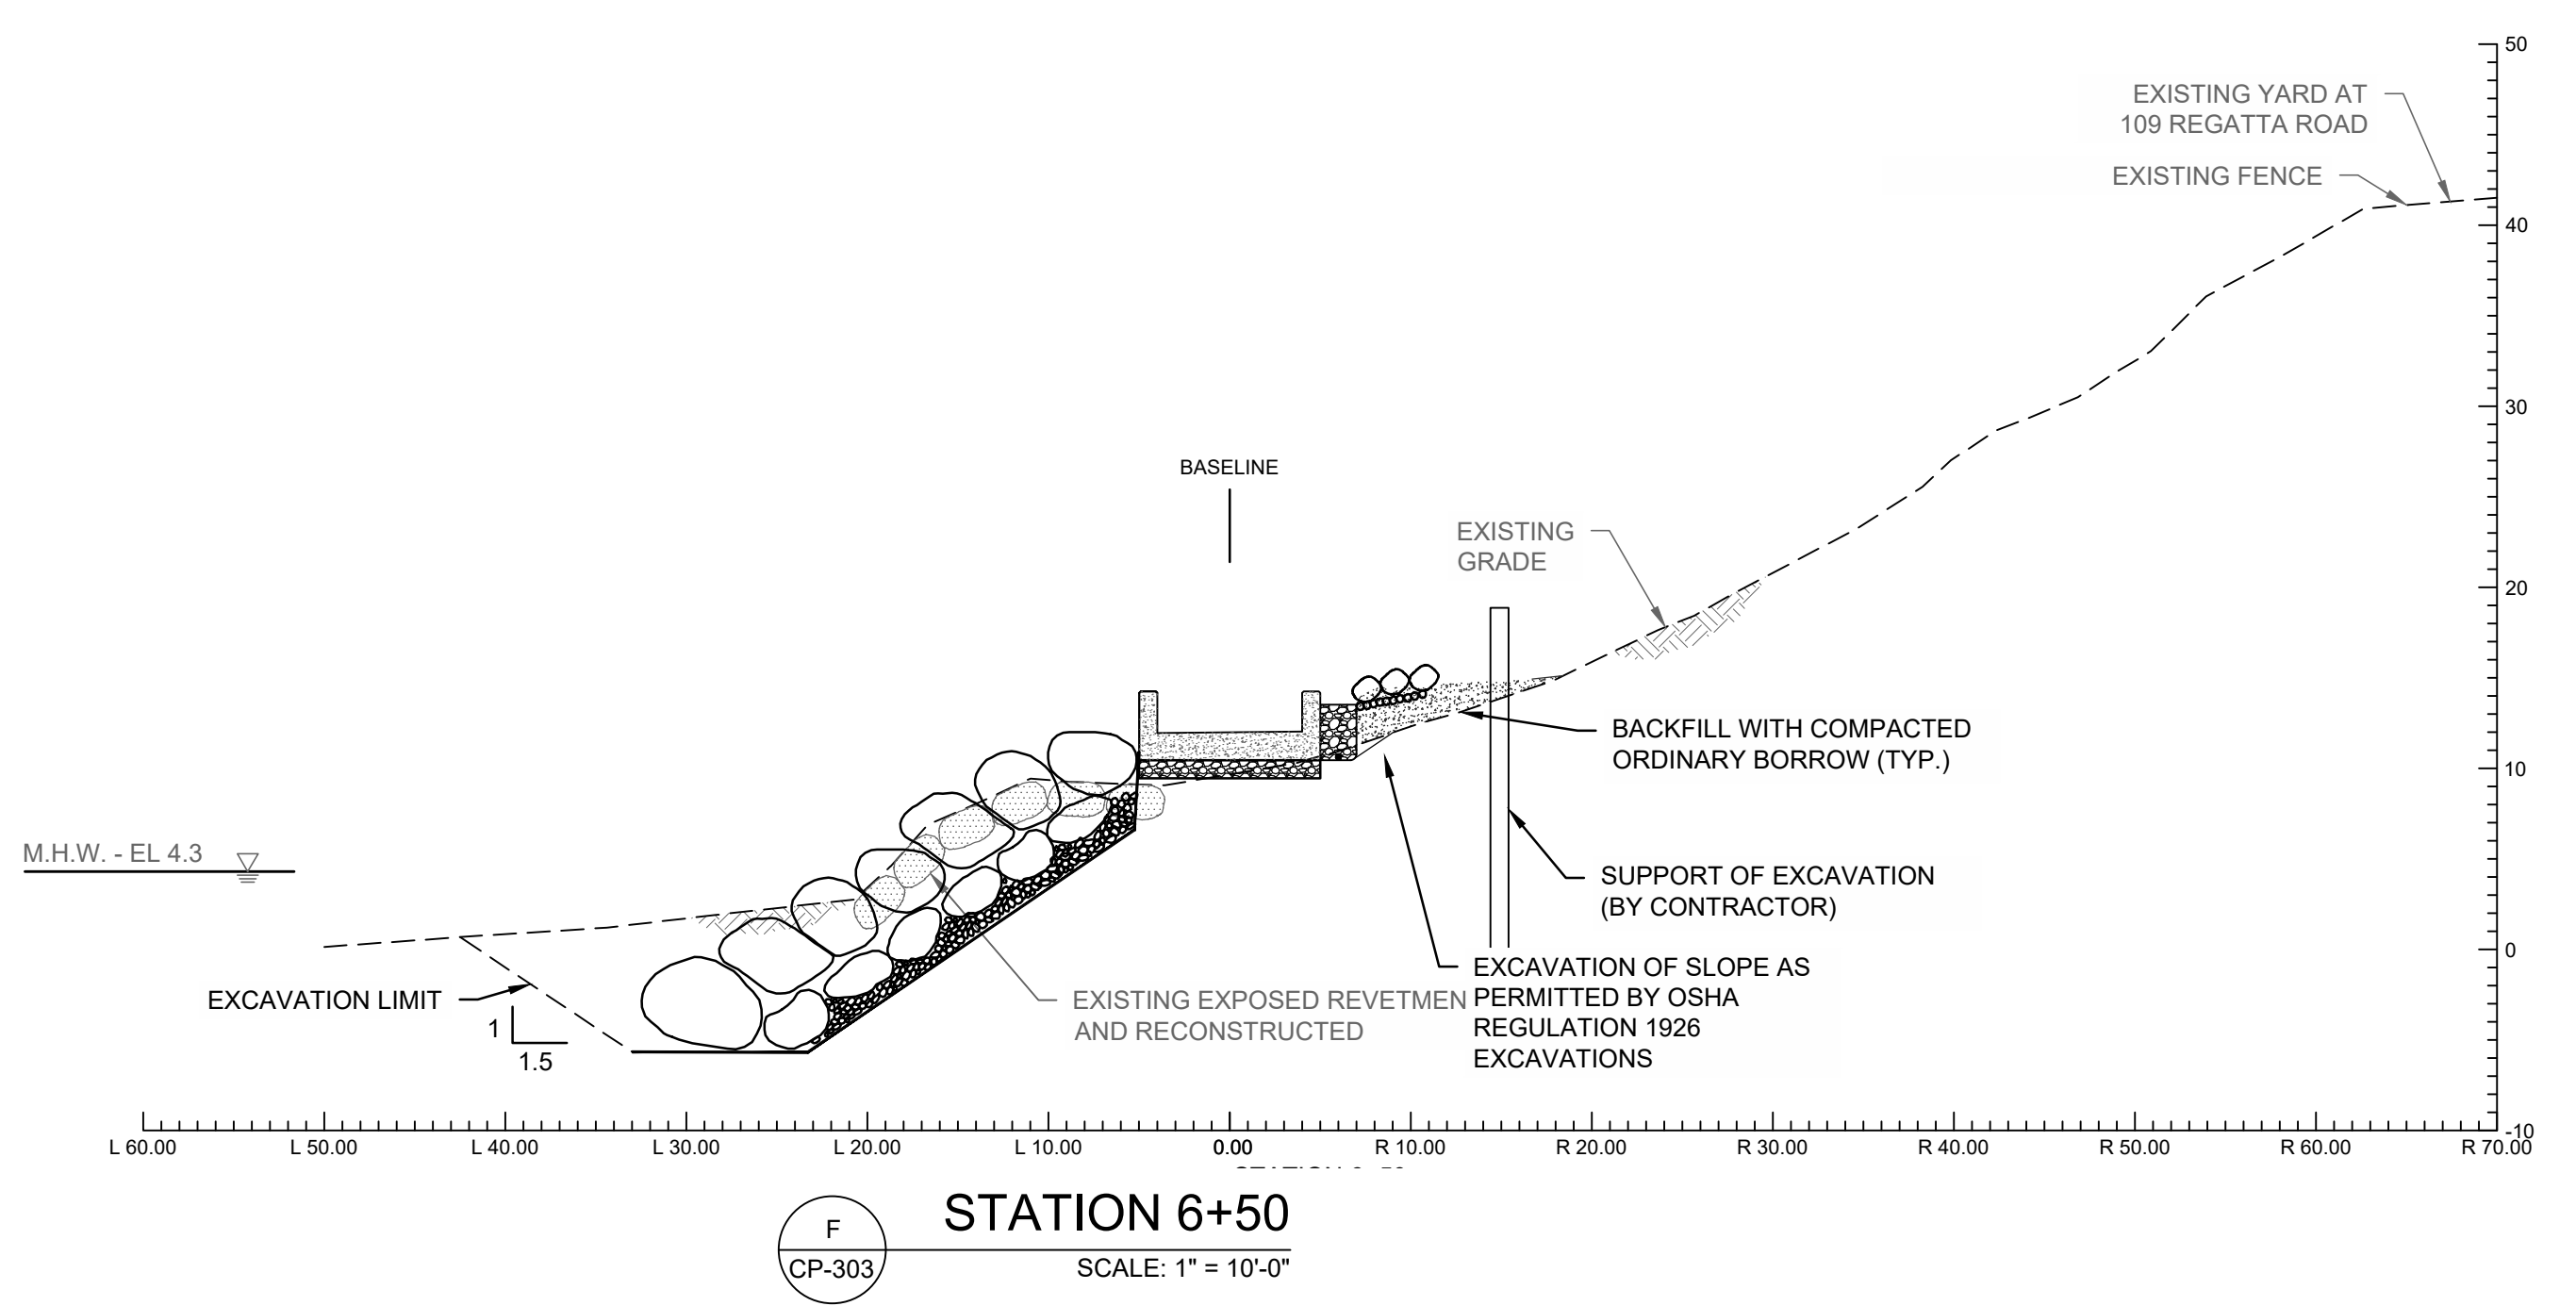 50
EXISTING YARD AT
109 REGATTA ROAD
EXISTING FENCE
40
30
BASELINE
EXISTING
GRADE
20
BACKFILL WITH COMPACTED
ORDINARY BORROW (TYP.)
10
M.H.W. - EL 4.3
SUPPORT OF EXCAVATION
(BY CONTRACTOR)
0
EXCAVATION OF SLOPE AS
PERMITTED BY OSHA
REGULATION 1926
EXCAVATIONS
EXCAVATION LIMIT
EXISTING EXPOSED REVETMEN
AND RECONSTRUCTED
1
1.5
-10
L 60.00 L 50.00 L 40.00 L 30.00 L 20.00 L 10.00 0.00 R 10.00 R 20.00 R 30.00 R 40.00 R 50.00 R 60.00 R 70.00
STATION 6+50
F
CP-303
SCALE: 1" = 10'-0"